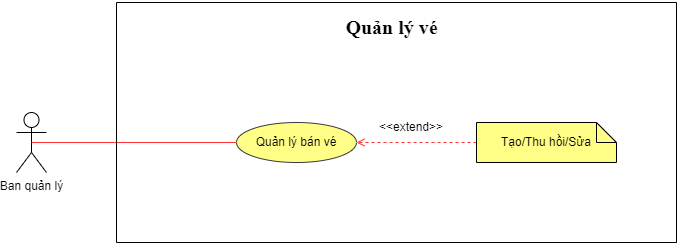 Quản lý vé
<<extend>>
Quản lý bán vé
Tạo/Thu hồi/Sửa
Ban quản lý